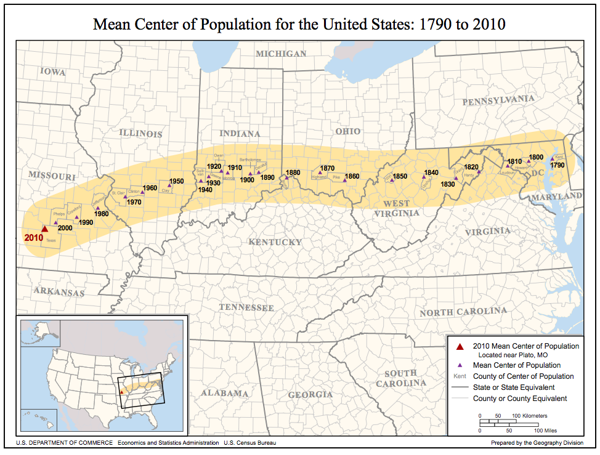 Mean Center of Population for the United States: 1790 to 2010
MICHIGAN
IOWA
PENNSYLVANIA
ILLINOIS
INDIANA
OHIO
MISSOURI
1920
1910
1930
1940
1900
1890
1880
1870
1860
1850
1840
1830
1820
1810
1800
1790
DC
MARYLAND
1950
1960
1970
1980
1990
2000
2010
WEST
VIRGINIA
VIRGINIA
KENTUCKY
ARKANSAS
TENNESSEE
NORTH CAROLINA
SOUTH
CAROLINA
ALABAMA
GEORGIA
2010 Mean Center of Population
Located near Plato, MO
Mean Center of Population
Kent County of Center of Population
State or State Equivalent
County or County Equivalent
0 50 100 Kilometers
0 50 100 Miles
U.S. DEPARTMENT OF COMMERCE Economics and Statistics Administration U.S. Census Bureau
Prepared by the Geography Division